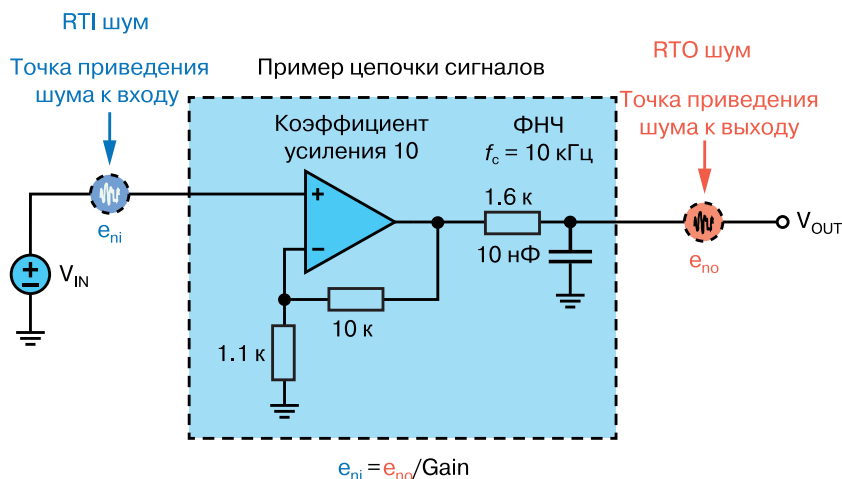 RTI шум
Точка приведения
шума к входу
Пример цепочки сигналов
RTO шум
Точка приведения
шума к выходу
Коэффициент
усиления 10
ФНЧ
fc = 10 кГц
+
−
1.6 к
10 нФ
eni
VIN
10 к
1.1 к
eno
VOUT
eni = eno/Gain